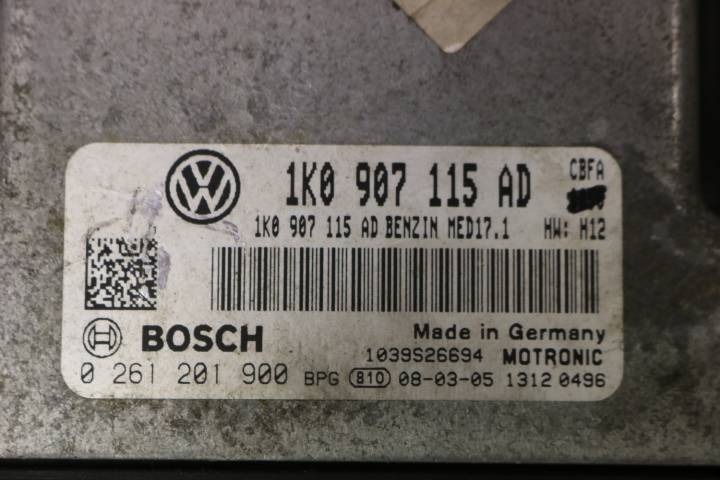 1K0 907 115 AD CBFA
1K0 907 115 AD BENZIN MED17.1 HW: H12
BOSCH Made in Germany
1039S26694 MOTRONIC
0 261 201 900 BPG 810 08-03-05 1312 0496